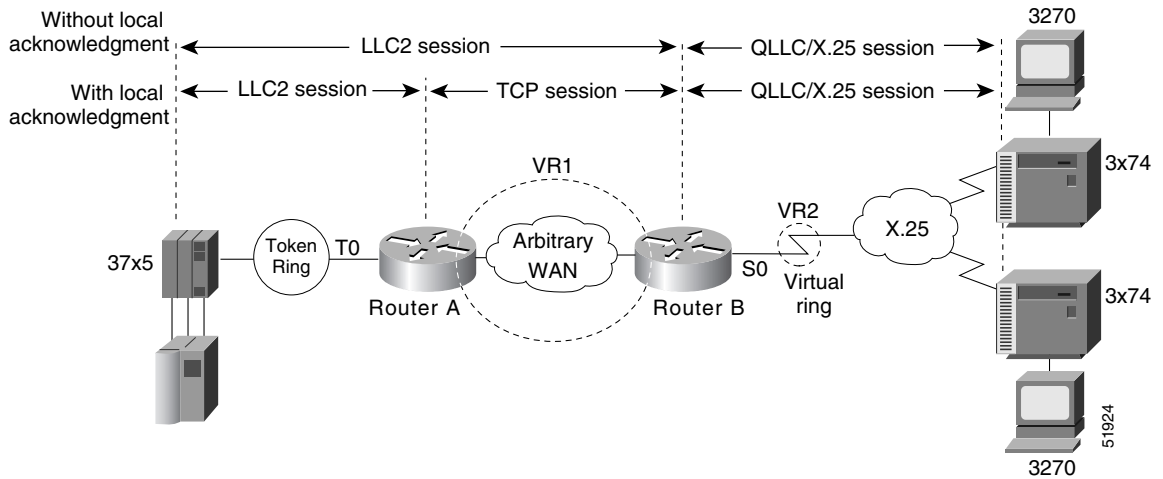 Without local
acknowledgment
LLC2 session
QLLC/X.25 session
3270
With local
acknowledgment
LLC2 session
TCP session
QLLC/X.25 session
3x74
VR1
VR2
X.25
37x5
Token
Ring
T0
Arbitrary
WAN
S0
Router A
Router B
Virtual
ring
3x74
51924
3270